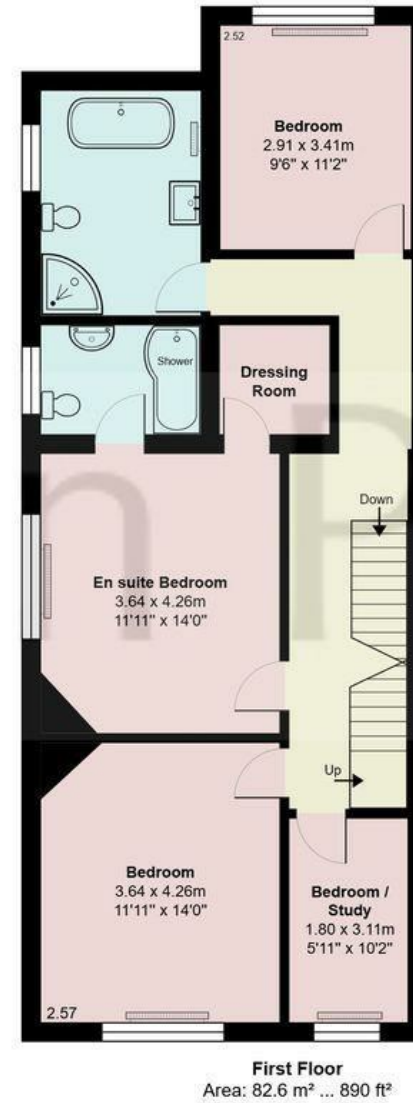 2.52
Bedroom
2.91 x 3.41m
9'6" x 11'2"
Shower
Dressing
Room
Down
En suite Bedroom
3.64 x 4.26m
11'11" x 14'0"
Up
Bedroom
3.64 x 4.26m
11'11" x 14'0"
Bedroom /
Study
1.80 x 3.11m
5'11" x 10'2"
2.57
First Floor
Area: 82.6 m² ... 890 ft²